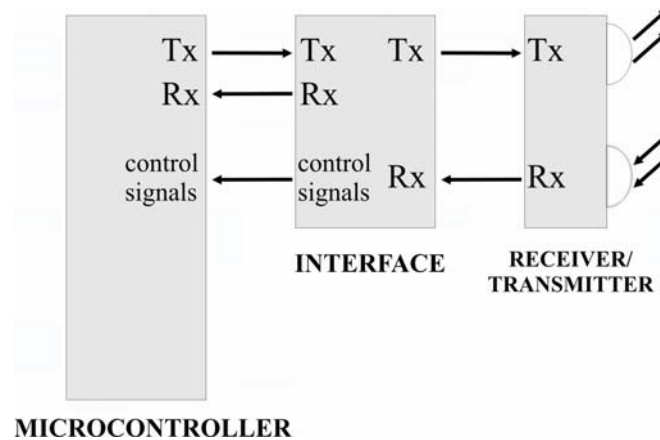 Tx
Rx
control
signals
MICROCONTROLLER
Tx Tx
Rx
control
signals
Rx
INTERFACE
Tx
Rx
RECEIVER/
TRANSMITTER